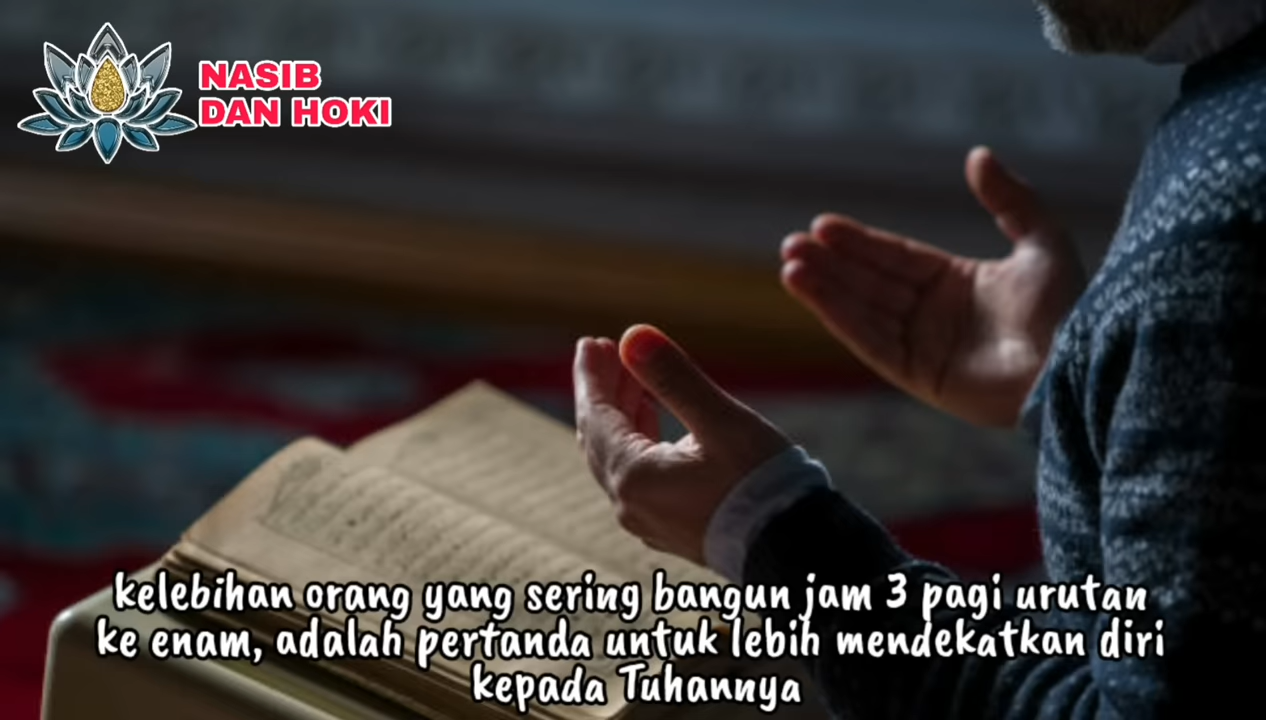 NASIB
DAN HOKI
kelebihan orang yang sering bangun jam 3 pagi urutan
ke enam, adalah pertanda untuk lebih mendekatkan diri
kepada Tuhannya